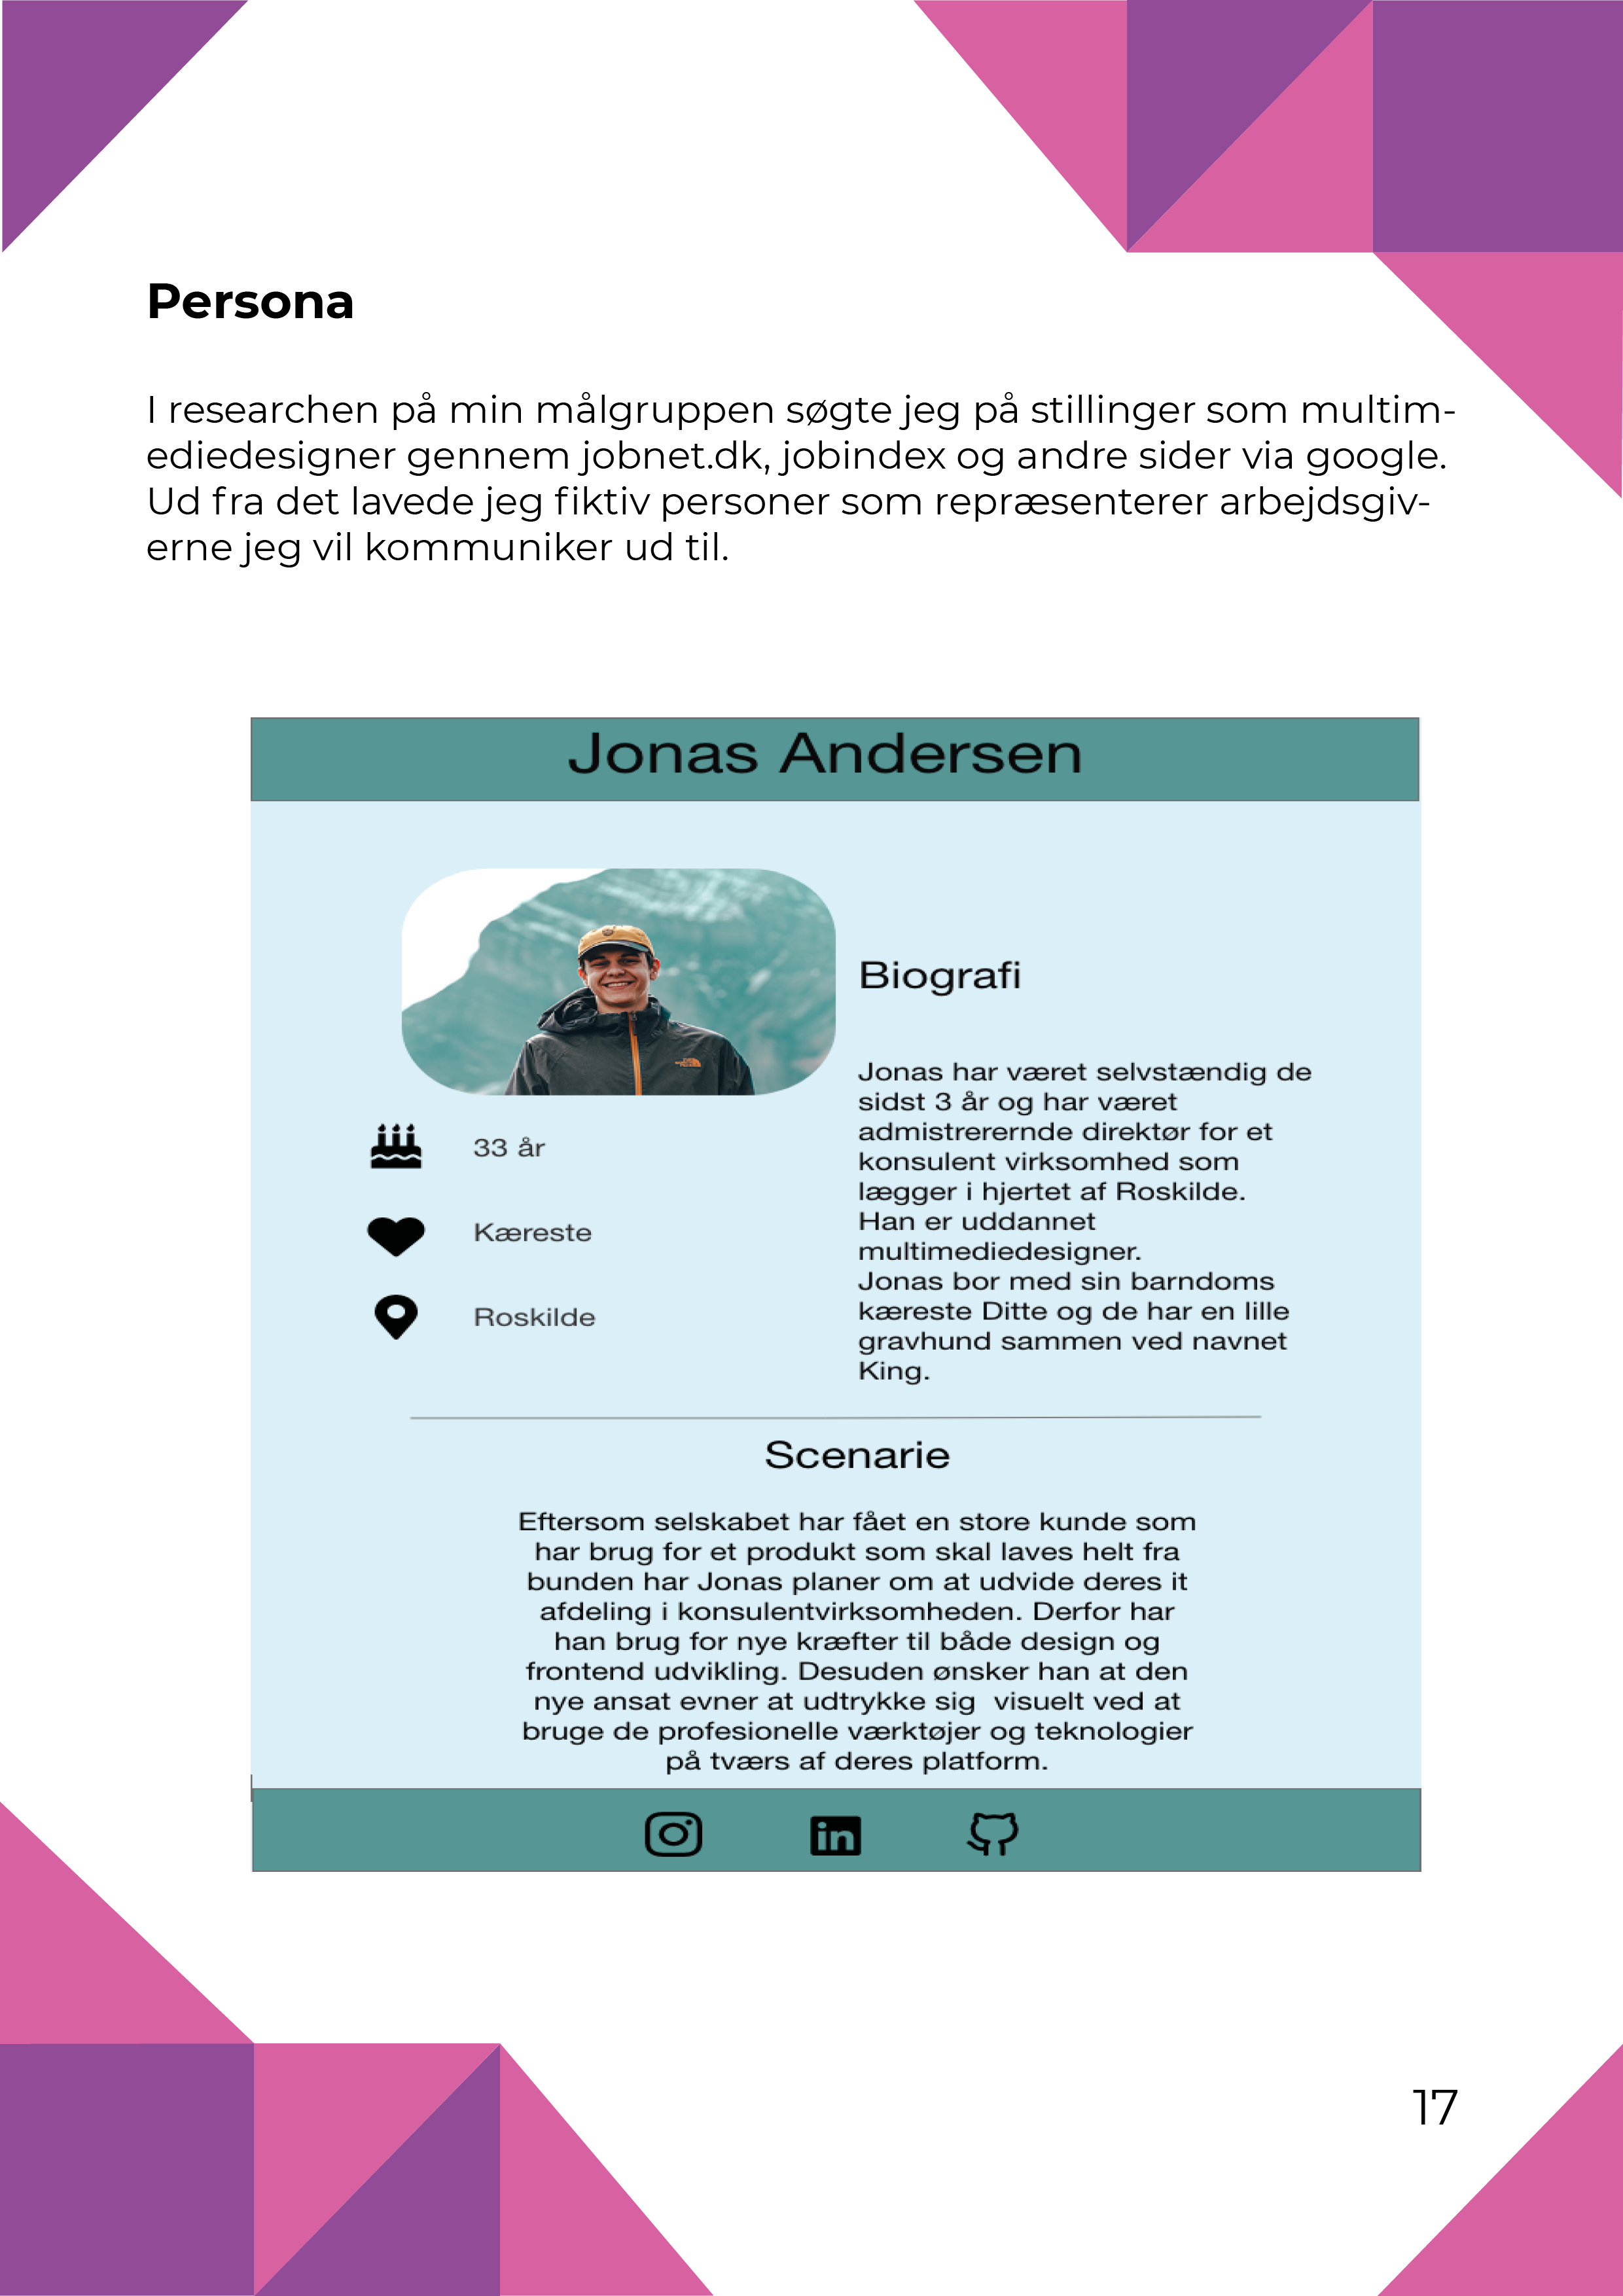 Persona
I researchen på min målgruppen søgte jeg på stillinger som multim-
ediedesigner gennem jobnet.dk, jobindex og andre sider via google.
Ud fra det lavede jeg fiktiv personer som repræsenterer arbejdsgiv-
erne jeg vil kommuniker ud til.
Jonas Andersen
33 år
Kæreste
Roskilde
Biografi
Jonas har været selvstændig de
sidst 3 år og har været
admistrerernde direktør for et
konsulent virksomhed som
lægger i hjertet af Roskilde.
Han er uddannet
multimediedesigner.
Jonas bor med sin barndoms
kæreste Ditte og de har en lille
gravhund sammen ved navnet
King.
Scenarie
Eftersom selskabet har fået en store kunde som
har brug for et produkt som skal laves helt fra
bunden har Jonas planer om at udvide deres it
afdeling i konsulentvirksomheden. Derfor har
han brug for nye kræfter til både design og
frontend udvikling. Desuden ønsker han at den
nye ansat evner at udtrykke sig  visuelt ved at
bruge de profesionelle værktøjer og teknologier
på tværs af deres platform.
in
17